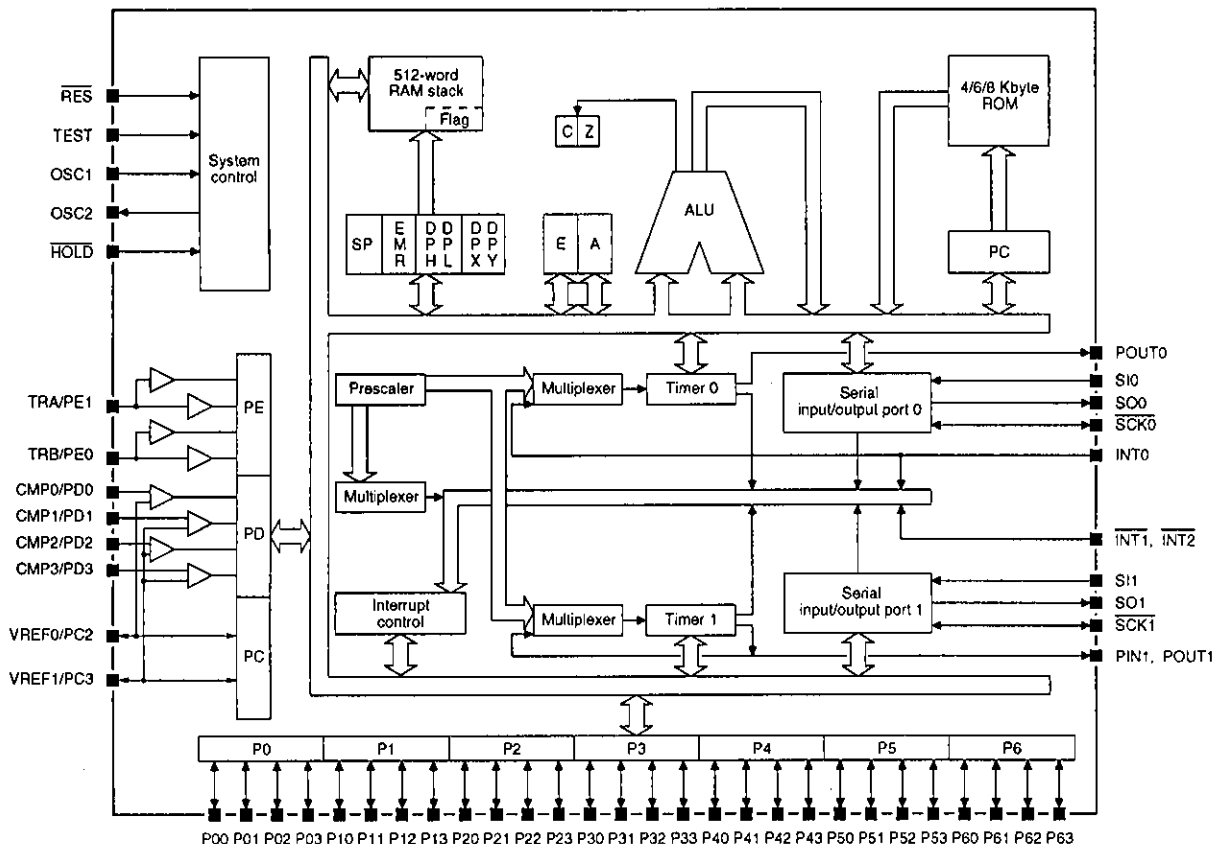 RES
TEST
OSC1
OSC2
HOLD
System
control
512-word
RAM stack
Flag
C Z
4/6/8 Kbyte
ROM
SP
EMR
DPH
DPL
DPX
DPY
E A
ALU
PC
TRA/PE1
TRB/PE0
CMP0/PD0
CMP1/PD1
CMP2/PD2
CMP3/PD3
VREF0/PC2
VREF1/PC3
PE
PD
PC
Prescaler
Multiplexer
Timer 0
Serial
input/output port 0
Multiplexer
Interrupt
control
Multiplexer
Timer 1
Serial
input/output port 1
POUT0
SI0
SO0
SCK0
INT0
INT1, INT2
SI1
SO1
SCK1
PIN1, POUT1
P0 P1 P2 P3 P4 P5 P6
P00 P01 P02 P03 P10 P11 P12 P13 P20 P21 P22 P23 P30 P31 P32 P33 P40 P41 P42 P43 P50 P51 P52 P53 P60 P61 P62 P63